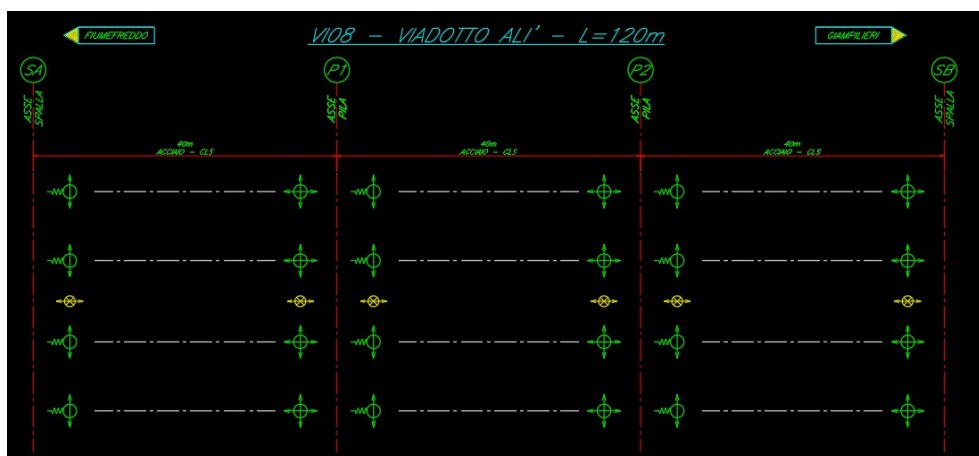 FIUMEFREDDO
VI08 - VIADOTTO ALI' - L=120m
GIAMPILIERI
SA
P1
P2
SB
ASSE
SPALLA
ASSE
PILA
ASSE
PILA
ASSE
SPALLA
40m
ACCIAIO - CLS
40m
ACCIAIO - CLS
40m
ACCIAIO - CLS